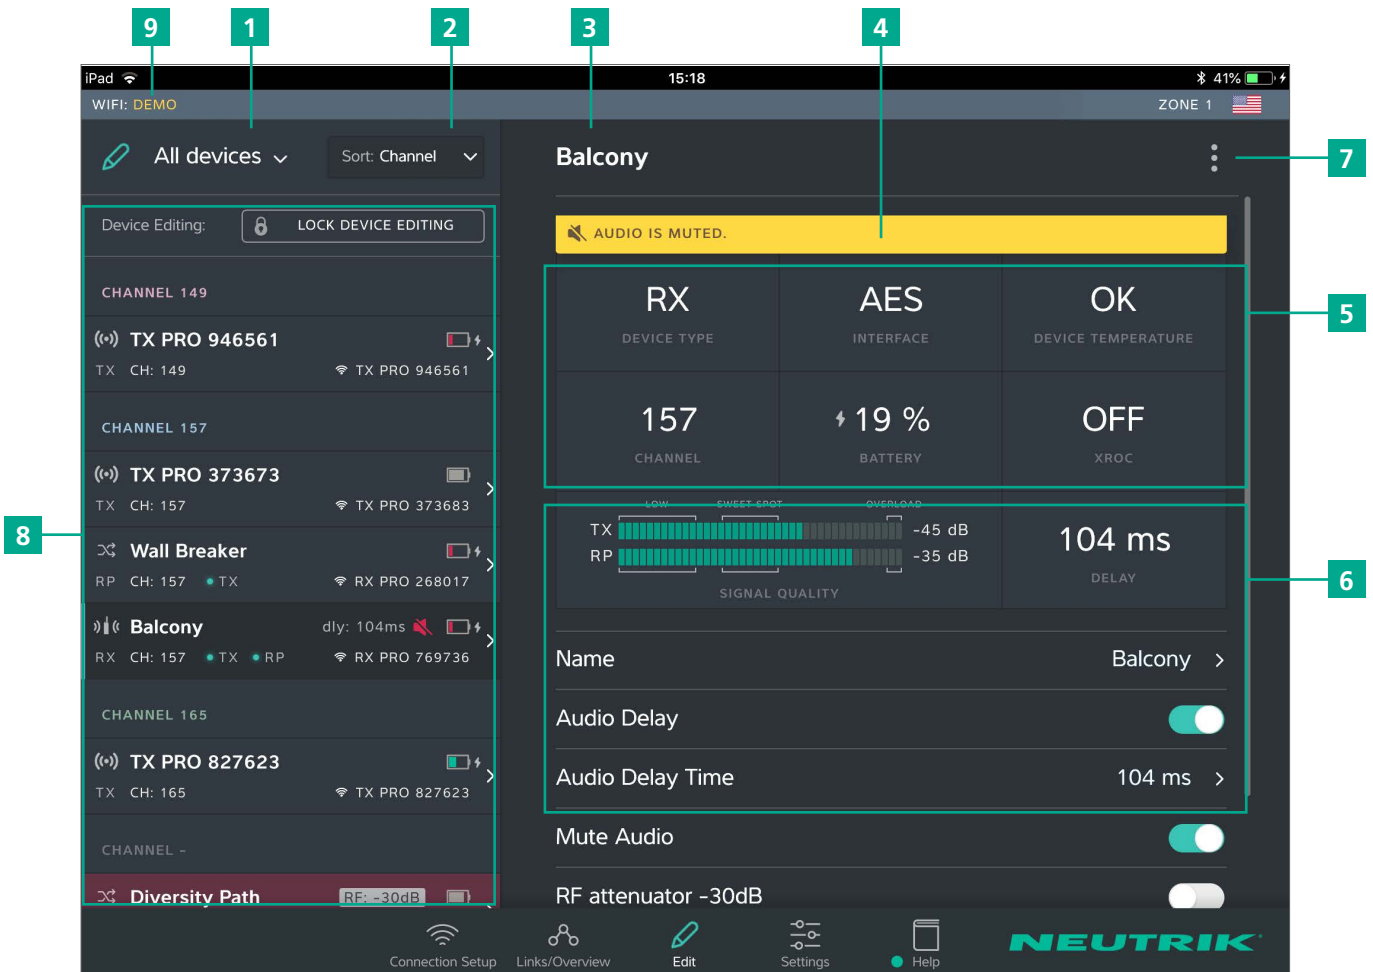 9 1 2 3 4
iPad 15:18 41%
WIFI: DEMO ZONE 1
All devices Sort: Channel
Device Editing: LOCK DEVICE EDITING
CHANNEL 149
TX PRO 946561
TX CH: 149 TX PRO 946561
CHANNEL 157
TX PRO 373673
TX CH: 157 TX PRO 373683
Wall Breaker
RP CH: 157 TX RX PRO 268017
Balcony dly: 104ms
RX CH: 157 TX RP RX PRO 769736
CHANNEL 165
TX PRO 827623
TX CH: 165 TX PRO 827623
CHANNEL –
Diversity Path RF: -30dB
8
Balcony
7
AUDIO IS MUTED.
RX AES OK
DEVICE TYPE INTERFACE DEVICE TEMPERATURE
5
157 19 % OFF
CHANNEL BATTERY XROC
LOW SWEET SPOT OVERLOAD
TX -45 dB
RP -35 dB
SIGNAL QUALITY
104 ms
DELAY
6
Name Balcony
Audio Delay
Audio Delay Time 104 ms
Mute Audio
RF attenuator -30dB
Connection Setup Links/Overview Edit Settings Help
NEUTRIK